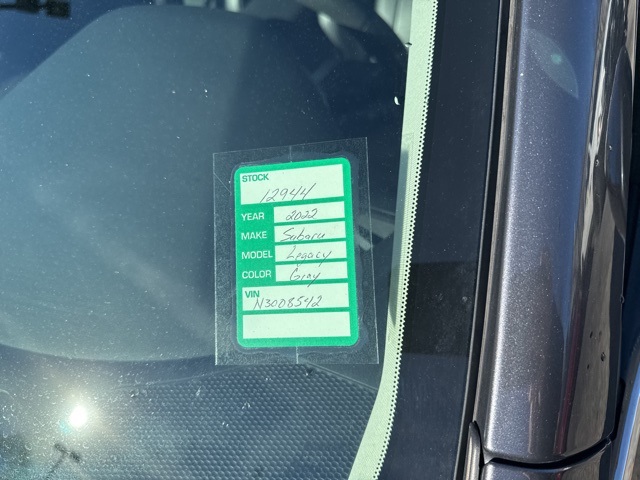 STOCK
12944
YEAR 2022
MAKE Subaru
MODEL Legacy
COLOR Gray
VIN
N3008542